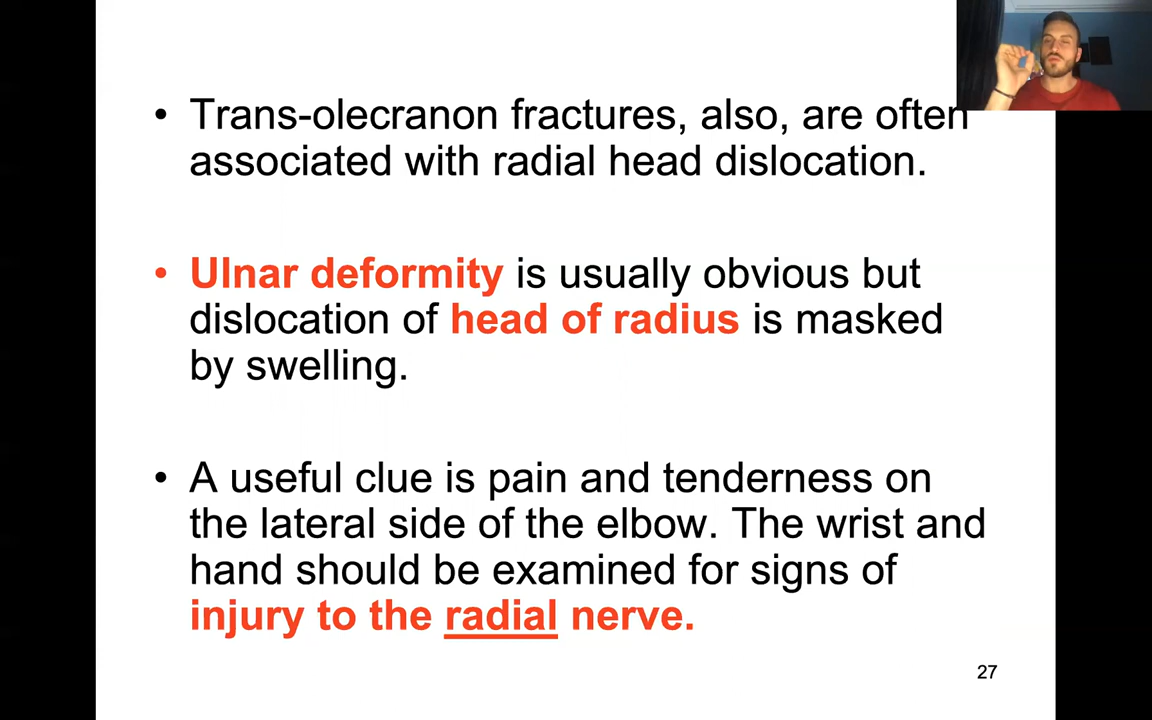 • Trans-olecranon fractures, also, are often
associated with radial head dislocation.
• Ulnar deformity is usually obvious but
dislocation of head of radius is masked
by swelling.
• A useful clue is pain and tenderness on
the lateral side of the elbow. The wrist and
hand should be examined for signs of
injury to the radial nerve.
27